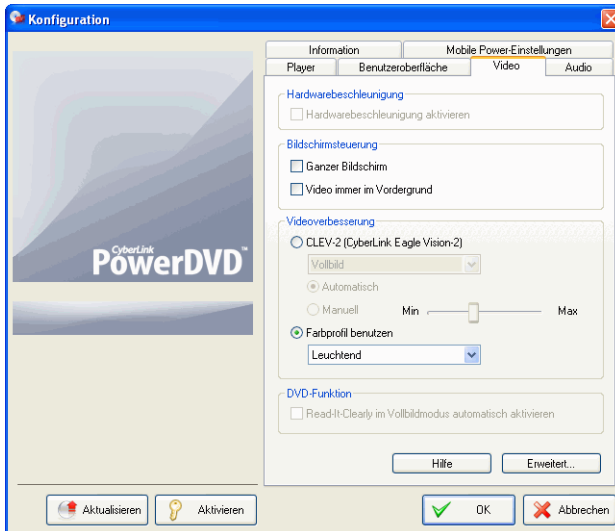 Konfiguration
Information
Mobile Power-Einstellungen
Player
Benutzeroberfläche
Video
Audio
Hardwarebeschleunigung
Hardwarebeschleunigung aktivieren
Bildschirmsteuerung
Ganzer Bildschirm
Video immer im Vordergrund
Videoverbesserung
CLEV-2 (CyberLink Eagle Vision-2)
Vollbild
Automatisch
Manuell Min Max
Farbprofil benutzen
Leuchtend
DVD-Funktion
Read-It-Clearly im Vollbildmodus automatisch aktivieren
Hilfe
Erweitert...
CyberLink
PowerDVD™
Aktualisieren
Aktivieren
OK
Abbrechen